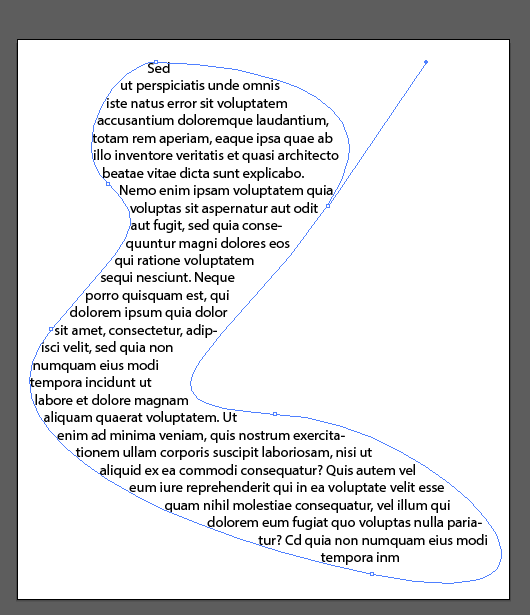 Sed
ut perspiciatis unde omnis
iste natus error sit voluptatem
accusantium doloremque laudantium,
totam rem aperiam, eaque ipsa quae ab
illo inventore veritatis et quasi architecto
beatae vitae dicta sunt explicabo.
Nemo enim ipsam voluptatem quia
voluptas sit aspernatur aut odit
aut fugit, sed quia conse-
quuntur magni dolores eos
qui ratione voluptatem
sequi nesciunt. Neque
porro quisquam est, qui
dolorem ipsum quia dolor
sit amet, consectetur, adip-
isci velit, sed quia non
numquam eius modi
tempora incidunt ut
labore et dolore magnam
aliquam quaerat voluptatem. Ut
enim ad minima veniam, quis nostrum exercita-
tionem ullam corporis suscipit laboriosam, nisi ut
aliquid ex ea commodi consequatur? Quis autem vel
eum iure reprehenderit qui in ea voluptate velit esse
quam nihil molestiae consequatur, vel illum qui
dolorem eum fugiat quo voluptas nulla paria-
tur? Cd quia non numquam eius modi
tempora inm